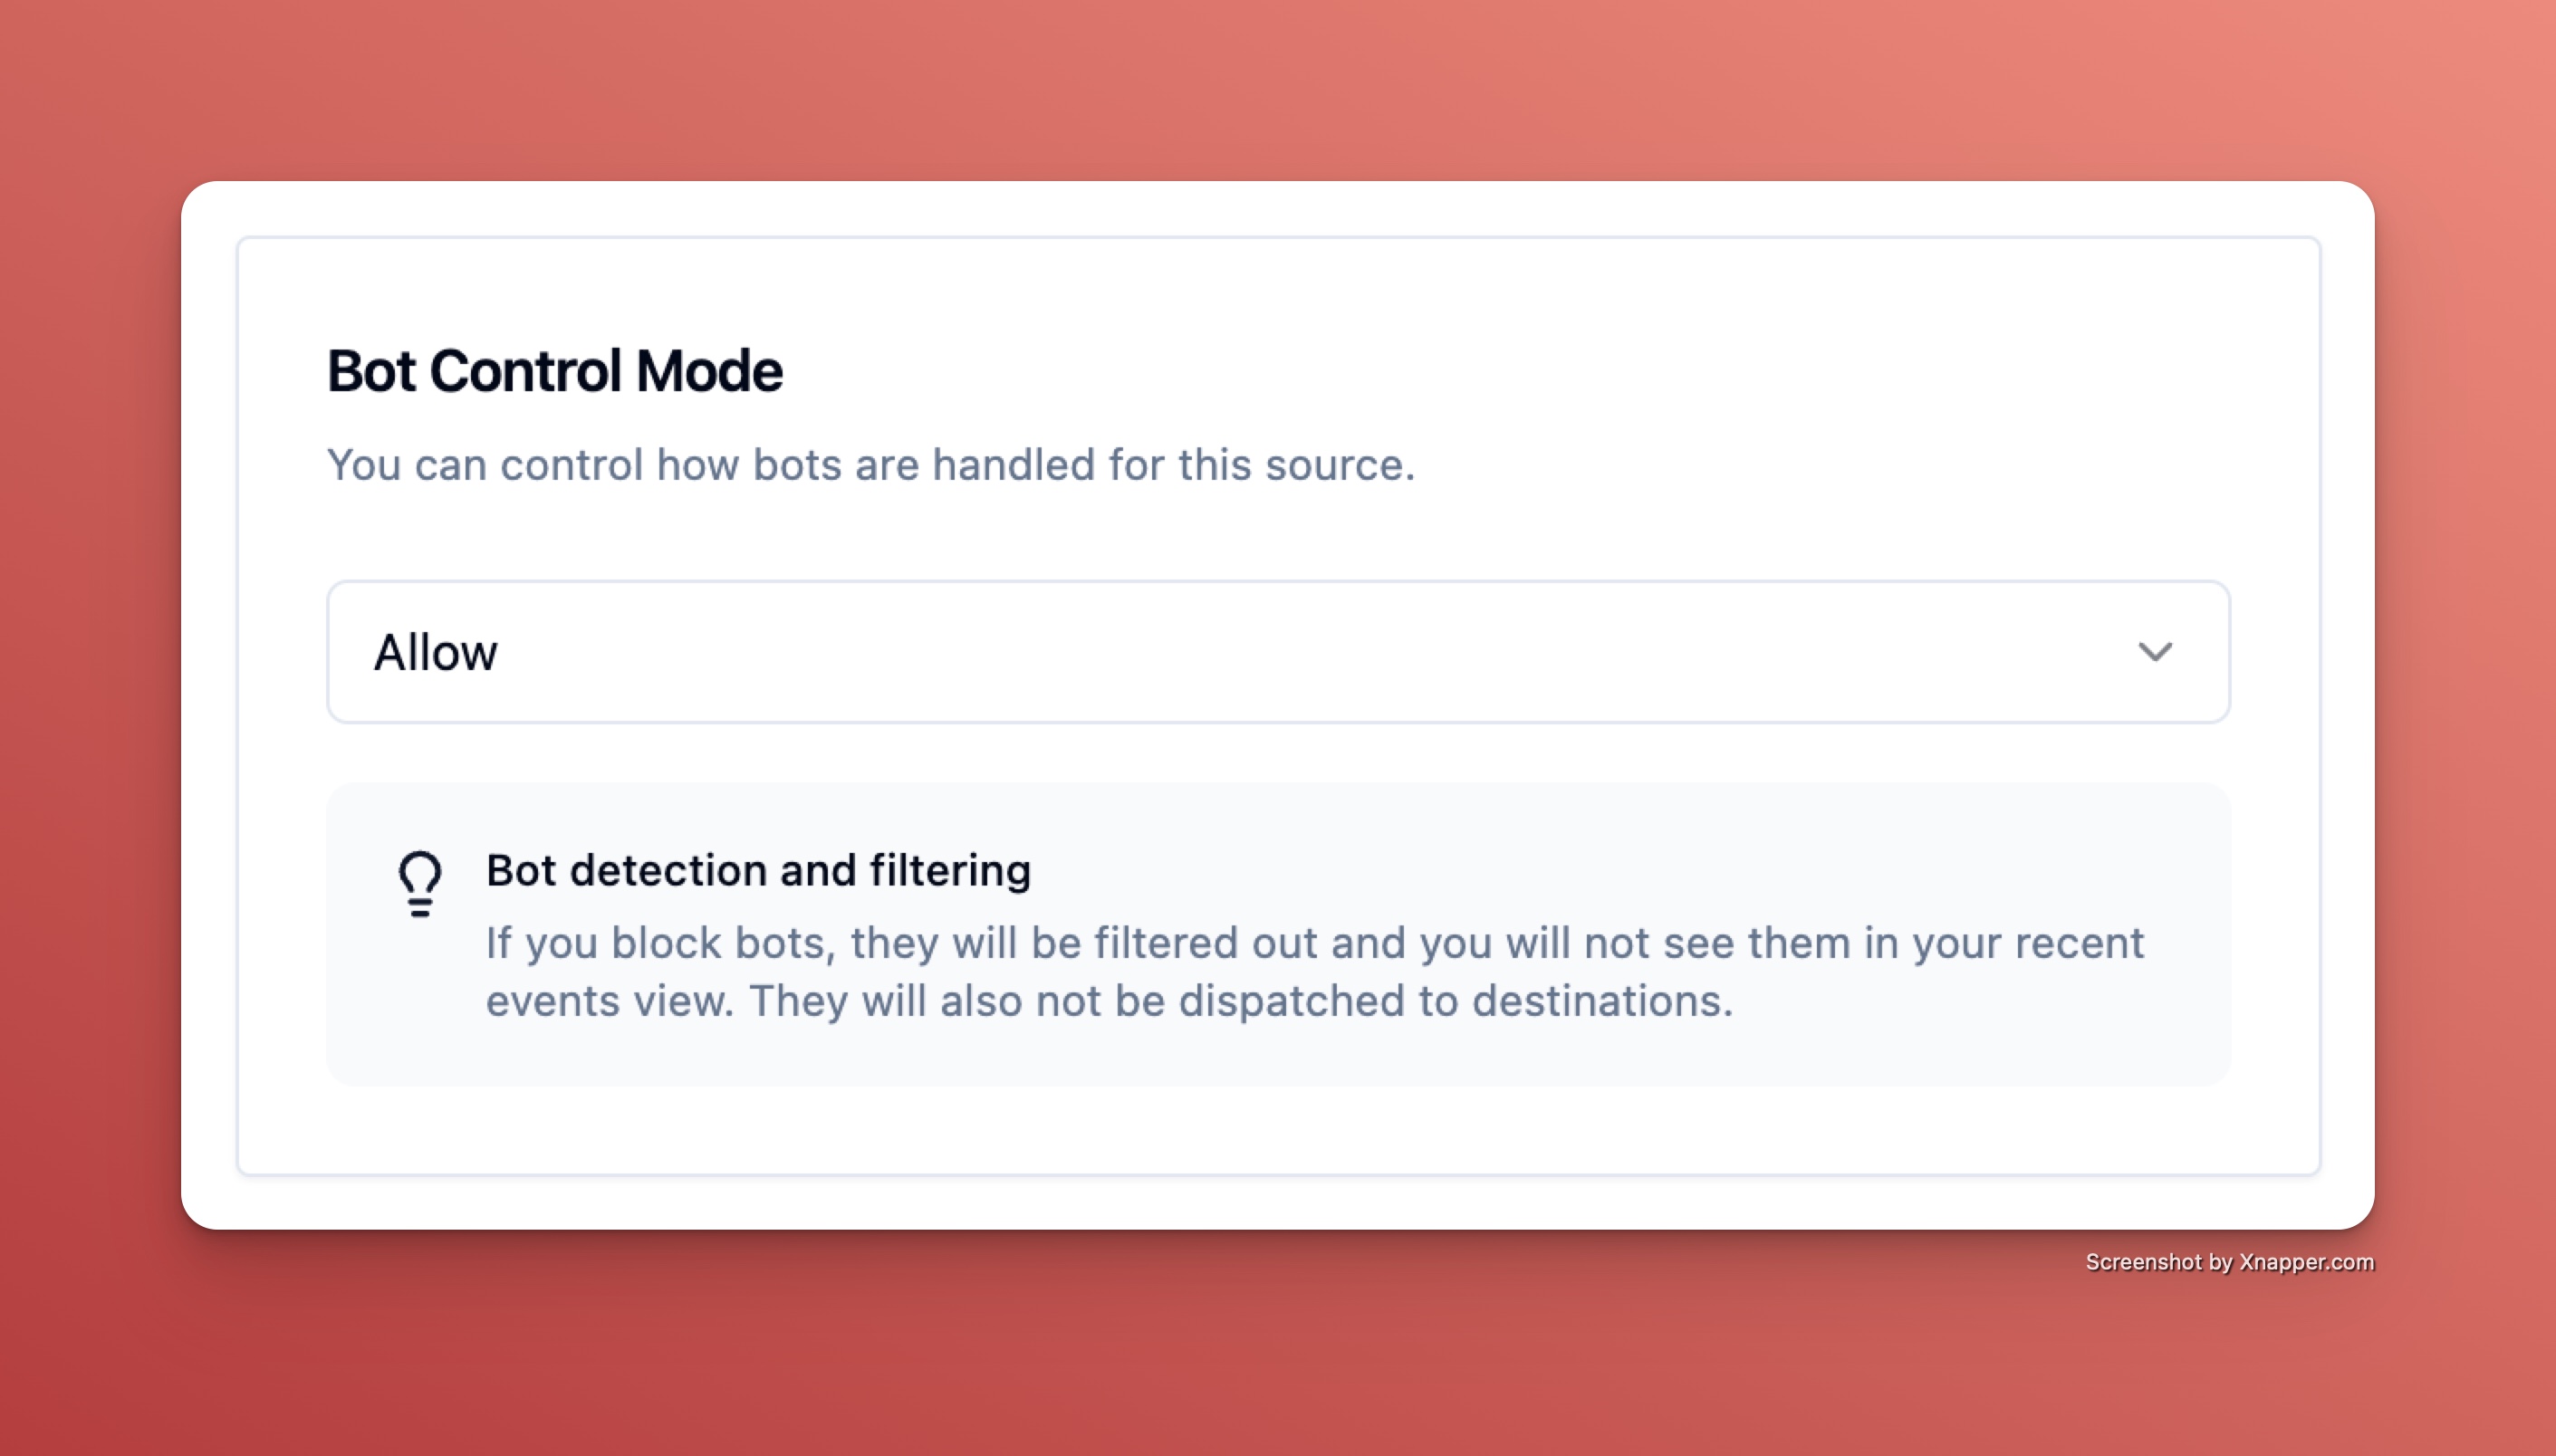 Bot Control Mode
You can control how bots are handled for this source.
Allow
Bot detection and filtering
If you block bots, they will be filtered out and you will not see them in your recent
events view. They will also not be dispatched to destinations.
Screenshot by Xnapper.com